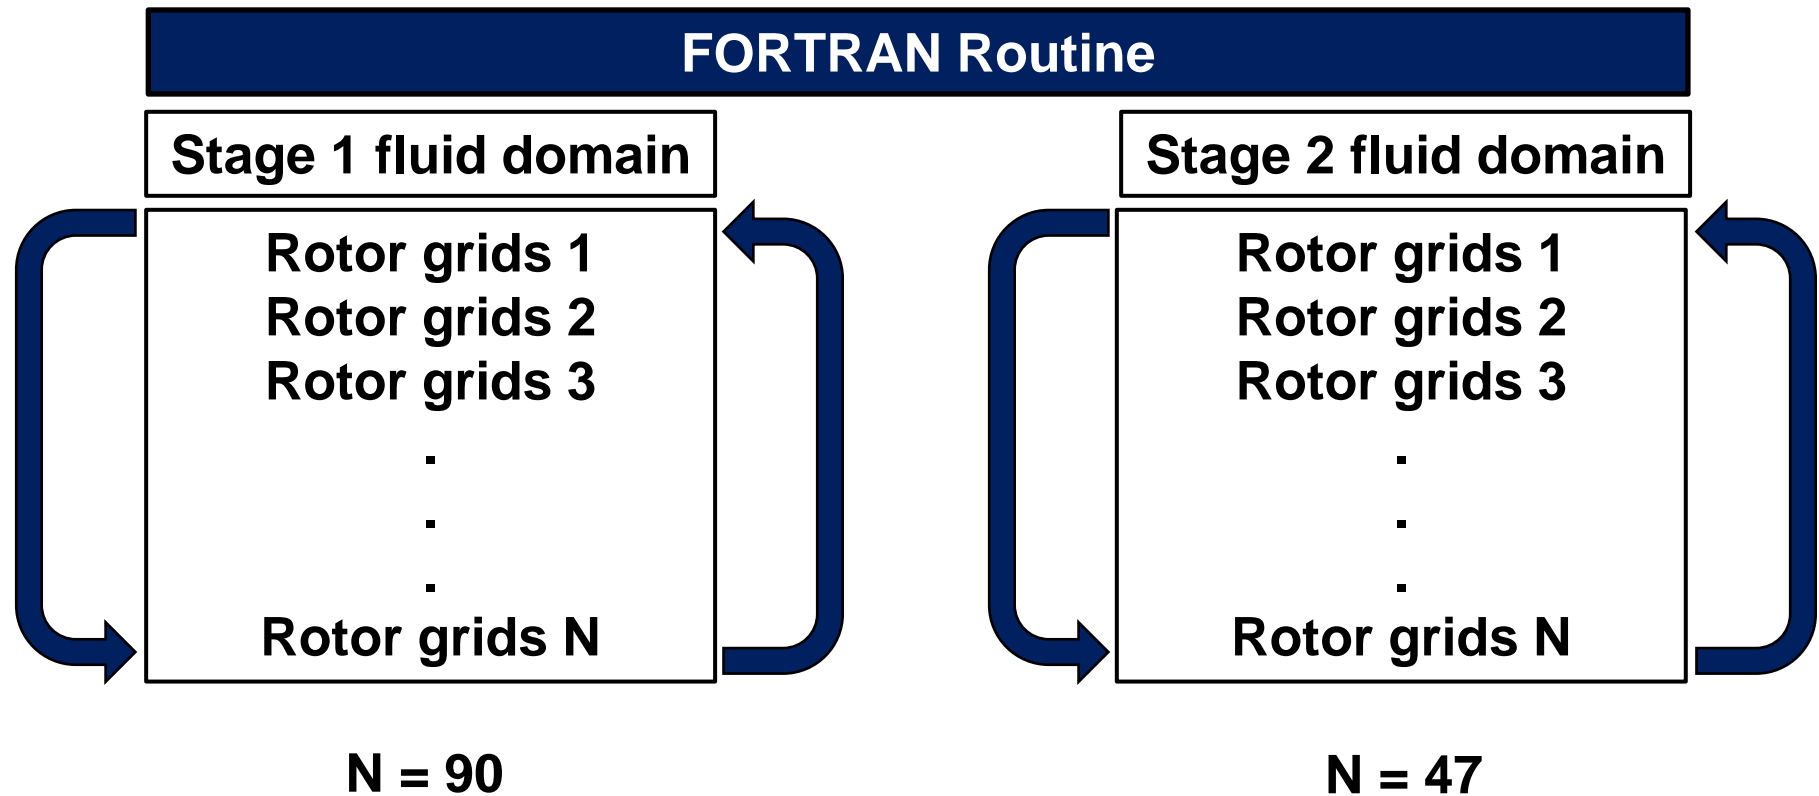 FORTRAN Routine
Stage 1 fluid domain
Rotor grids 1
Rotor grids 2
Rotor grids 3
.
.
.
Rotor grids N
N = 90
Stage 2 fluid domain
Rotor grids 1
Rotor grids 2
Rotor grids 3
.
.
.
Rotor grids N
N = 47